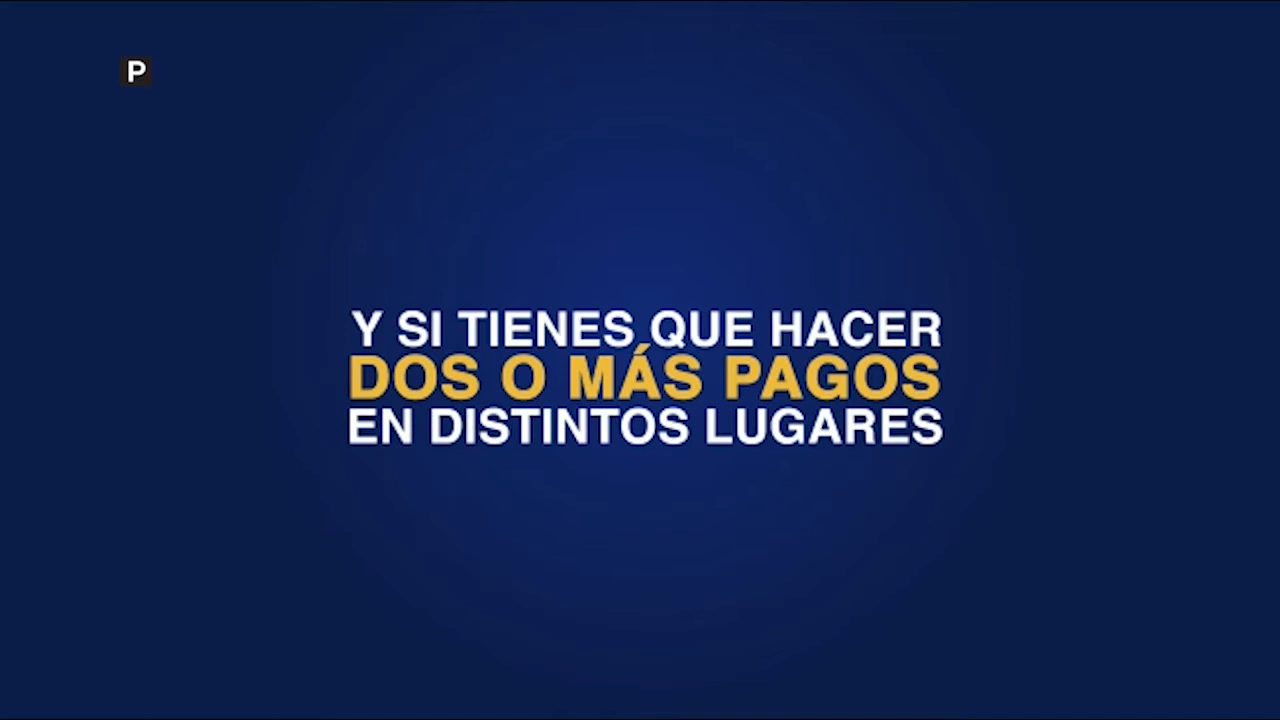 P
Y SI TIENES QUE HACER
DOS O MÁS PAGOS
EN DISTINTOS LUGARES